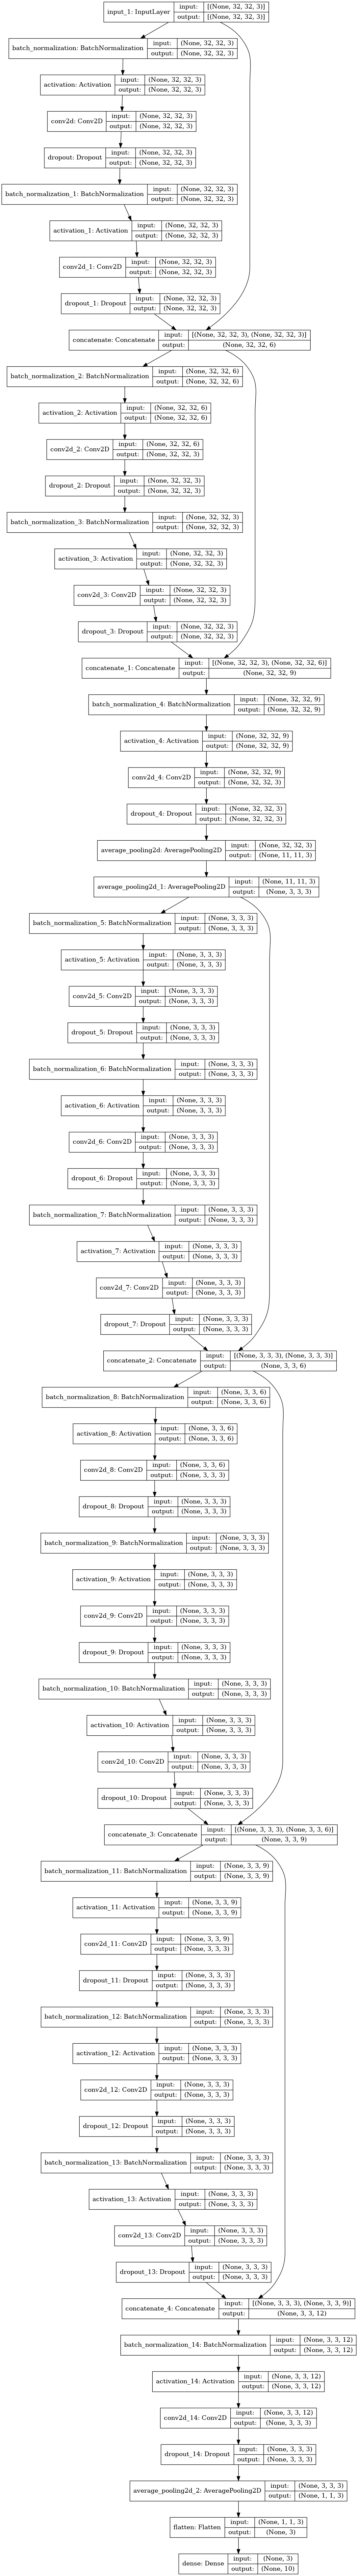 input_1: InputLayer
input: [(None, 32, 32, 3)]
output: [(None, 32, 32, 3)]
batch_normalization: BatchNormalization
input: (None, 32, 32, 3)
output: (None, 32, 32, 3)
activation: Activation
input: (None, 32, 32, 3)
output: (None, 32, 32, 3)
conv2d: Conv2D
input: (None, 32, 32, 3)
output: (None, 32, 32, 3)
dropout: Dropout
input: (None, 32, 32, 3)
output: (None, 32, 32, 3)
batch_normalization_1: BatchNormalization
input: (None, 32, 32, 3)
output: (None, 32, 32, 3)
activation_1: Activation
input: (None, 32, 32, 3)
output: (None, 32, 32, 3)
conv2d_1: Conv2D
input: (None, 32, 32, 3)
output: (None, 32, 32, 3)
dropout_1: Dropout
input: (None, 32, 32, 3)
output: (None, 32, 32, 3)
concatenate: Concatenate
input: [(None, 32, 32, 3), (None, 32, 32, 3)]
output: (None, 32, 32, 6)
batch_normalization_2: BatchNormalization
input: (None, 32, 32, 6)
output: (None, 32, 32, 6)
activation_2: Activation
input: (None, 32, 32, 6)
output: (None, 32, 32, 6)
conv2d_2: Conv2D
input: (None, 32, 32, 6)
output: (None, 32, 32, 3)
dropout_2: Dropout
input: (None, 32, 32, 3)
output: (None, 32, 32, 3)
batch_normalization_3: BatchNormalization
input: (None, 32, 32, 3)
output: (None, 32, 32, 3)
activation_3: Activation
input: (None, 32, 32, 3)
output: (None, 32, 32, 3)
conv2d_3: Conv2D
input: (None, 32, 32, 3)
output: (None, 32, 32, 3)
dropout_3: Dropout
input: (None, 32, 32, 3)
output: (None, 32, 32, 3)
concatenate_1: Concatenate
input: [(None, 32, 32, 3), (None, 32, 32, 6)]
output: (None, 32, 32, 9)
batch_normalization_4: BatchNormalization
input: (None, 32, 32, 9)
output: (None, 32, 32, 9)
activation_4: Activation
input: (None, 32, 32, 9)
output: (None, 32, 32, 9)
conv2d_4: Conv2D
input: (None, 32, 32, 9)
output: (None, 32, 32, 3)
dropout_4: Dropout
input: (None, 32, 32, 3)
output: (None, 32, 32, 3)
average_pooling2d: AveragePooling2D
input: (None, 32, 32, 3)
output: (None, 11, 11, 3)
average_pooling2d_1: AveragePooling2D
input: (None, 11, 11, 3)
output: (None, 3, 3, 3)
batch_normalization_5: BatchNormalization
input: (None, 3, 3, 3)
output: (None, 3, 3, 3)
activation_5: Activation
input: (None, 3, 3, 3)
output: (None, 3, 3, 3)
conv2d_5: Conv2D
input: (None, 3, 3, 3)
output: (None, 3, 3, 3)
dropout_5: Dropout
input: (None, 3, 3, 3)
output: (None, 3, 3, 3)
batch_normalization_6: BatchNormalization
input: (None, 3, 3, 3)
output: (None, 3, 3, 3)
activation_6: Activation
input: (None, 3, 3, 3)
output: (None, 3, 3, 3)
conv2d_6: Conv2D
input: (None, 3, 3, 3)
output: (None, 3, 3, 3)
dropout_6: Dropout
input: (None, 3, 3, 3)
output: (None, 3, 3, 3)
batch_normalization_7: BatchNormalization
input: (None, 3, 3, 3)
output: (None, 3, 3, 3)
activation_7: Activation
input: (None, 3, 3, 3)
output: (None, 3, 3, 3)
conv2d_7: Conv2D
input: (None, 3, 3, 3)
output: (None, 3, 3, 3)
dropout_7: Dropout
input: (None, 3, 3, 3)
output: (None, 3, 3, 3)
concatenate_2: Concatenate
input: [(None, 3, 3, 3), (None, 3, 3, 3)]
output: (None, 3, 3, 6)
batch_normalization_8: BatchNormalization
input: (None, 3, 3, 6)
output: (None, 3, 3, 6)
activation_8: Activation
input: (None, 3, 3, 6)
output: (None, 3, 3, 6)
conv2d_8: Conv2D
input: (None, 3, 3, 6)
output: (None, 3, 3, 3)
dropout_8: Dropout
input: (None, 3, 3, 3)
output: (None, 3, 3, 3)
batch_normalization_9: BatchNormalization
input: (None, 3, 3, 3)
output: (None, 3, 3, 3)
activation_9: Activation
input: (None, 3, 3, 3)
output: (None, 3, 3, 3)
conv2d_9: Conv2D
input: (None, 3, 3, 3)
output: (None, 3, 3, 3)
dropout_9: Dropout
input: (None, 3, 3, 3)
output: (None, 3, 3, 3)
batch_normalization_10: BatchNormalization
input: (None, 3, 3, 3)
output: (None, 3, 3, 3)
activation_10: Activation
input: (None, 3, 3, 3)
output: (None, 3, 3, 3)
conv2d_10: Conv2D
input: (None, 3, 3, 3)
output: (None, 3, 3, 3)
dropout_10: Dropout
input: (None, 3, 3, 3)
output: (None, 3, 3, 3)
concatenate_3: Concatenate
input: [(None, 3, 3, 3), (None, 3, 3, 6)]
output: (None, 3, 3, 9)
batch_normalization_11: BatchNormalization
input: (None, 3, 3, 9)
output: (None, 3, 3, 9)
activation_11: Activation
input: (None, 3, 3, 9)
output: (None, 3, 3, 9)
conv2d_11: Conv2D
input: (None, 3, 3, 9)
output: (None, 3, 3, 3)
dropout_11: Dropout
input: (None, 3, 3, 3)
output: (None, 3, 3, 3)
batch_normalization_12: BatchNormalization
input: (None, 3, 3, 3)
output: (None, 3, 3, 3)
activation_12: Activation
input: (None, 3, 3, 3)
output: (None, 3, 3, 3)
conv2d_12: Conv2D
input: (None, 3, 3, 3)
output: (None, 3, 3, 3)
dropout_12: Dropout
input: (None, 3, 3, 3)
output: (None, 3, 3, 3)
batch_normalization_13: BatchNormalization
input: (None, 3, 3, 3)
output: (None, 3, 3, 3)
activation_13: Activation
input: (None, 3, 3, 3)
output: (None, 3, 3, 3)
conv2d_13: Conv2D
input: (None, 3, 3, 3)
output: (None, 3, 3, 3)
dropout_13: Dropout
input: (None, 3, 3, 3)
output: (None, 3, 3, 3)
concatenate_4: Concatenate
input: [(None, 3, 3, 3), (None, 3, 3, 9)]
output: (None, 3, 3, 12)
batch_normalization_14: BatchNormalization
input: (None, 3, 3, 12)
output: (None, 3, 3, 12)
activation_14: Activation
input: (None, 3, 3, 12)
output: (None, 3, 3, 12)
conv2d_14: Conv2D
input: (None, 3, 3, 12)
output: (None, 3, 3, 3)
dropout_14: Dropout
input: (None, 3, 3, 3)
output: (None, 3, 3, 3)
average_pooling2d_2: AveragePooling2D
input: (None, 3, 3, 3)
output: (None, 1, 1, 3)
flatten: Flatten
input: (None, 1, 1, 3)
output: (None, 3)
dense: Dense
input: (None, 3)
output: (None, 10)